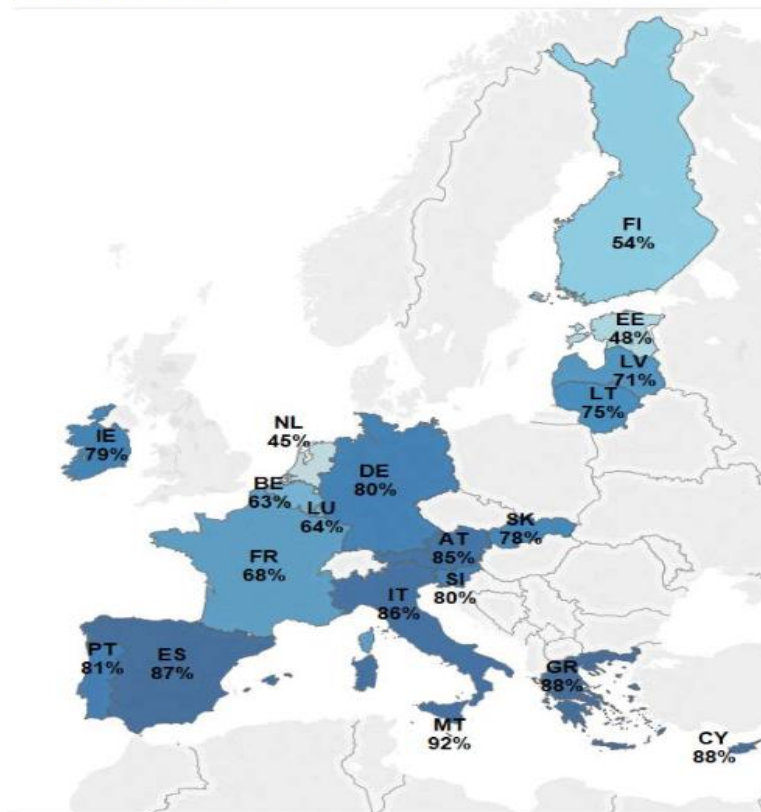 FI
54%
EE
48%
LV
71%
LT
75%
IE
79%
NL
45%
BE
63%
LU
64%
DE
80%
SK
78%
AT
85%
SI
80%
FR
68%
IT
86%
PT
81%
ES
87%
GR
88%
MT
92%
CY
88%